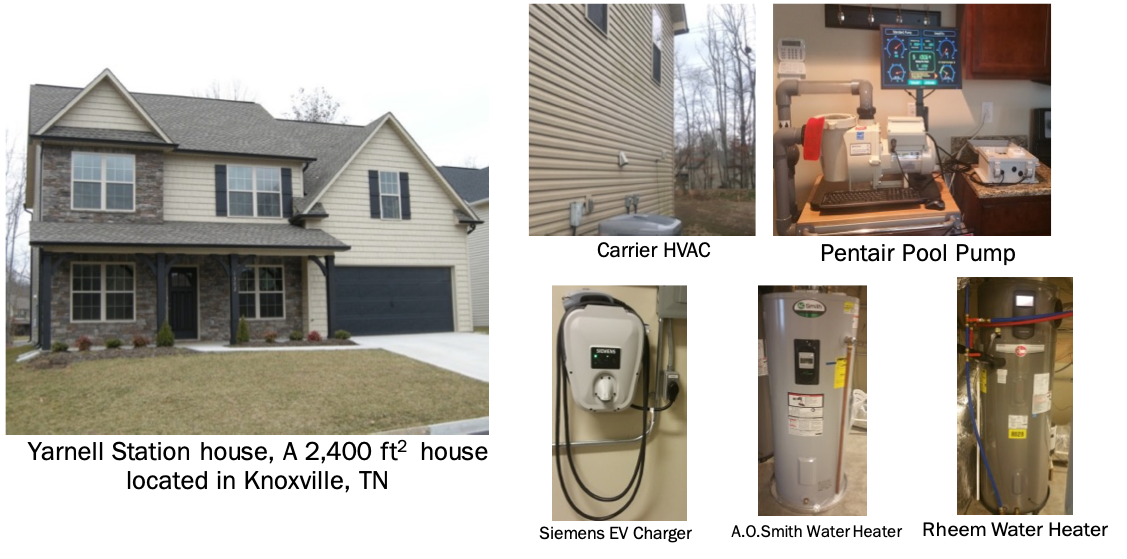 Yarnell Station house, A 2,400 ft² house
located in Knoxville, TN
Carrier HVAC
Pentair Pool Pump
SIEMENS
Siemens EV Charger
Smith
A.O.Smith Water Heater
Rheem Water Heater